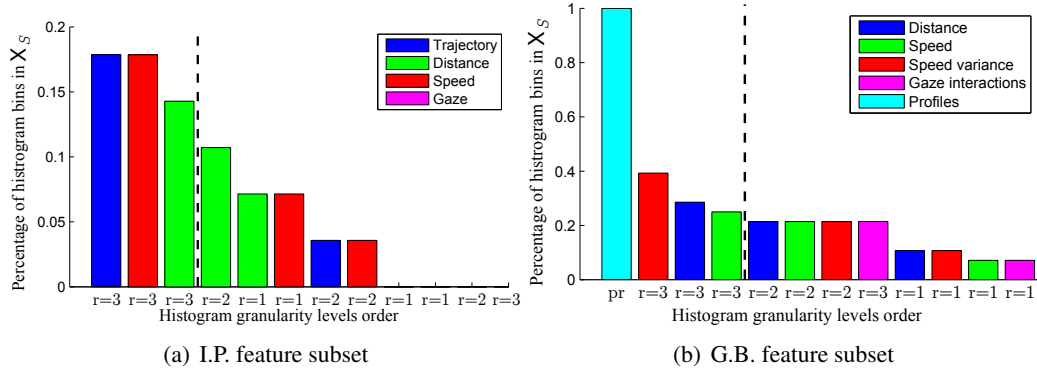 Percentage of histrogram bins in X_S
0.2
0.15
0.1
0.05
0
Trajectory
Distance
Speed
Gaze
r=3 r=3 r=3 r=2 r=1 r=1 r=2 r=2 r=1 r=1 r=2 r=3
Histogram granularity levels order
(a) I.P. feature subset
Percentage of histrogram bins in X_S
1
0.8
0.6
0.4
0.2
0
Distance
Speed
Speed variance
Gaze interactions
Profiles
pr r=3 r=3 r=3 r=2 r=2 r=2 r=3 r=1 r=1 r=1 r=1
Histogram granularity levels order
(b) G.B. feature subset